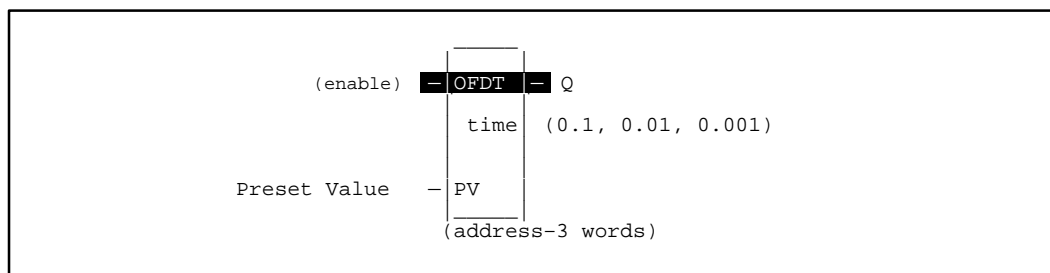 (enable) –OFDT – Q
time (0.1, 0.01, 0.001)
Preset Value –PV
(address–3 words)